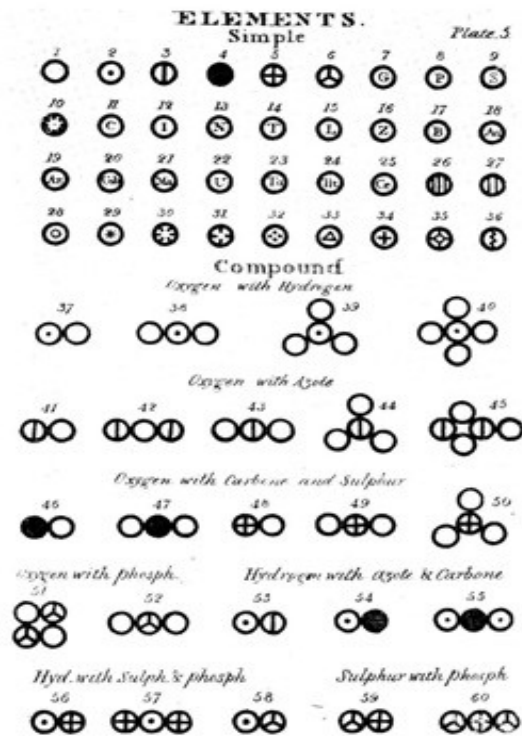 ELEMENTS.
Simple Plate 5
1 2 3 4 5 6 7 8 9
G P S
10 11 12 13 14 15 16 17 18
C I N T L Z B
19 20 21 22 23 24 25 26 27
U Ce
28 29 30 31 32 33 34 35 36
Compound
Oxygen with Hydrogen
37 38 39 40
Oxygen with Azote
41 42 43 44 45
Oxygen with Carbone and Sulphur
46 47 48 49 50
Oxygen with phosph. Hydrogen with Azote & Carbone
51 52 53 54 55
Hyd. with Sulph. & phosph Sulphur with Phosph
56 57 58 59 60